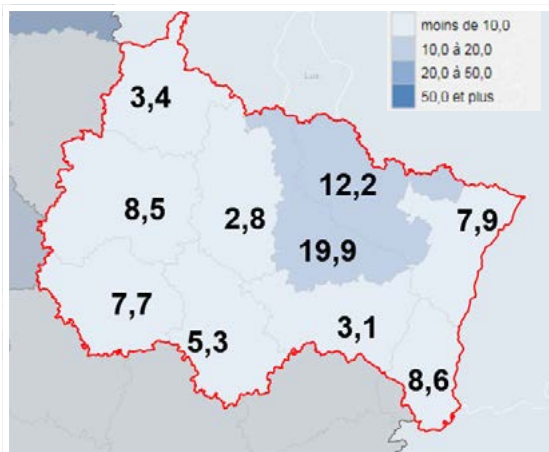 moins de 10,0
10,0 à 20,0
20,0 à 50,0
50,0 et plus
Lux
3,4
12,2
8,5
2,8
7,9
19,9
7,7
5,3
3,1
8,6